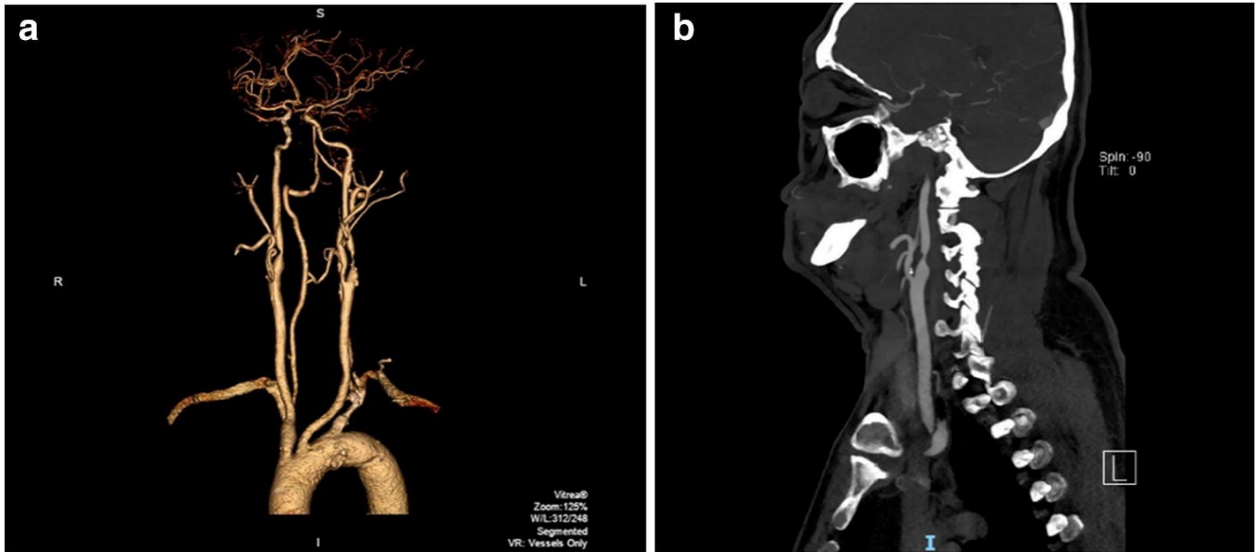 a
S
R
L
Vitrea®
Zoom:125%
W/L:312/248
Segmented
VR: Vessels Only
I
b
Spin: -90
Tilt: 0
L
I